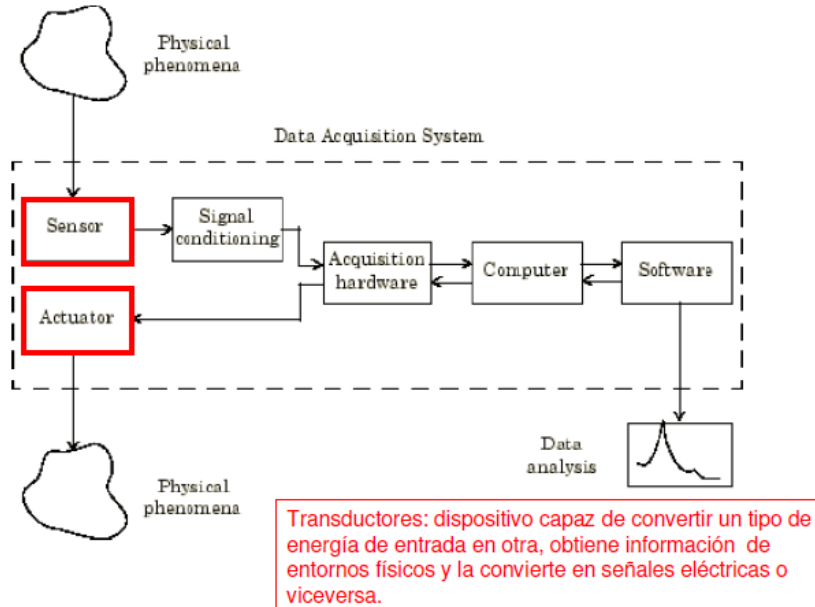 Physical
phenomena
Data Acquisition System
Sensor
Signal
conditioning
Acquisition
hardware
Computer
Software
Actuator
Data
analysis
Physical
phenomena
Transductores: dispositivo capaz de convertir un tipo de
energía de entrada en otra, obtiene información de
entornos físicos y la convierte en señales eléctricas o
viceversa.